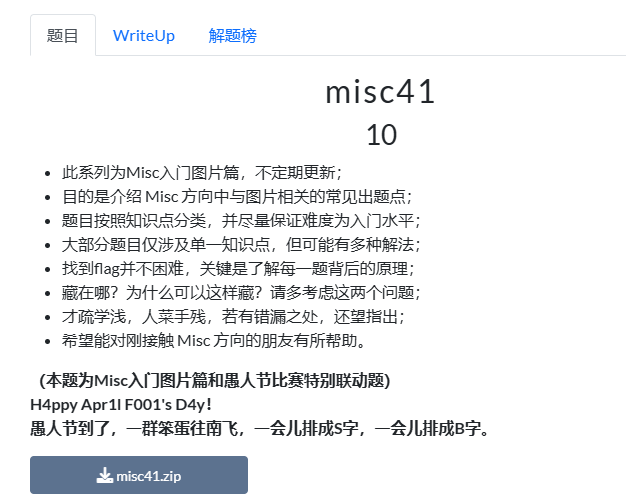 题目 WriteUp 解题榜
misc41
10
此系列为Misc入门图片篇，不定期更新；
目的是介绍 Misc 方向中与图片相关的常见出题点；
题目按照知识点分类，并尽量保证难度为入门水平；
大部分题目仅涉及单一知识点，但可能有多种解法；
找到flag并不困难，关键是了解每一题背后的原理；
藏在哪？为什么可以这样藏？请多考虑这两个问题；
才疏学浅，人菜手残，若有错漏之处，还望指出；
希望能对刚接触 Misc 方向的朋友有所帮助。
（本题为Misc入门图片篇和愚人节比赛特别联动题）
H4ppy Apr1l F001's D4y！
愚人节到了，一群笨蛋往南飞，一会儿排成S字，一会儿排成B字。
misc41.zip